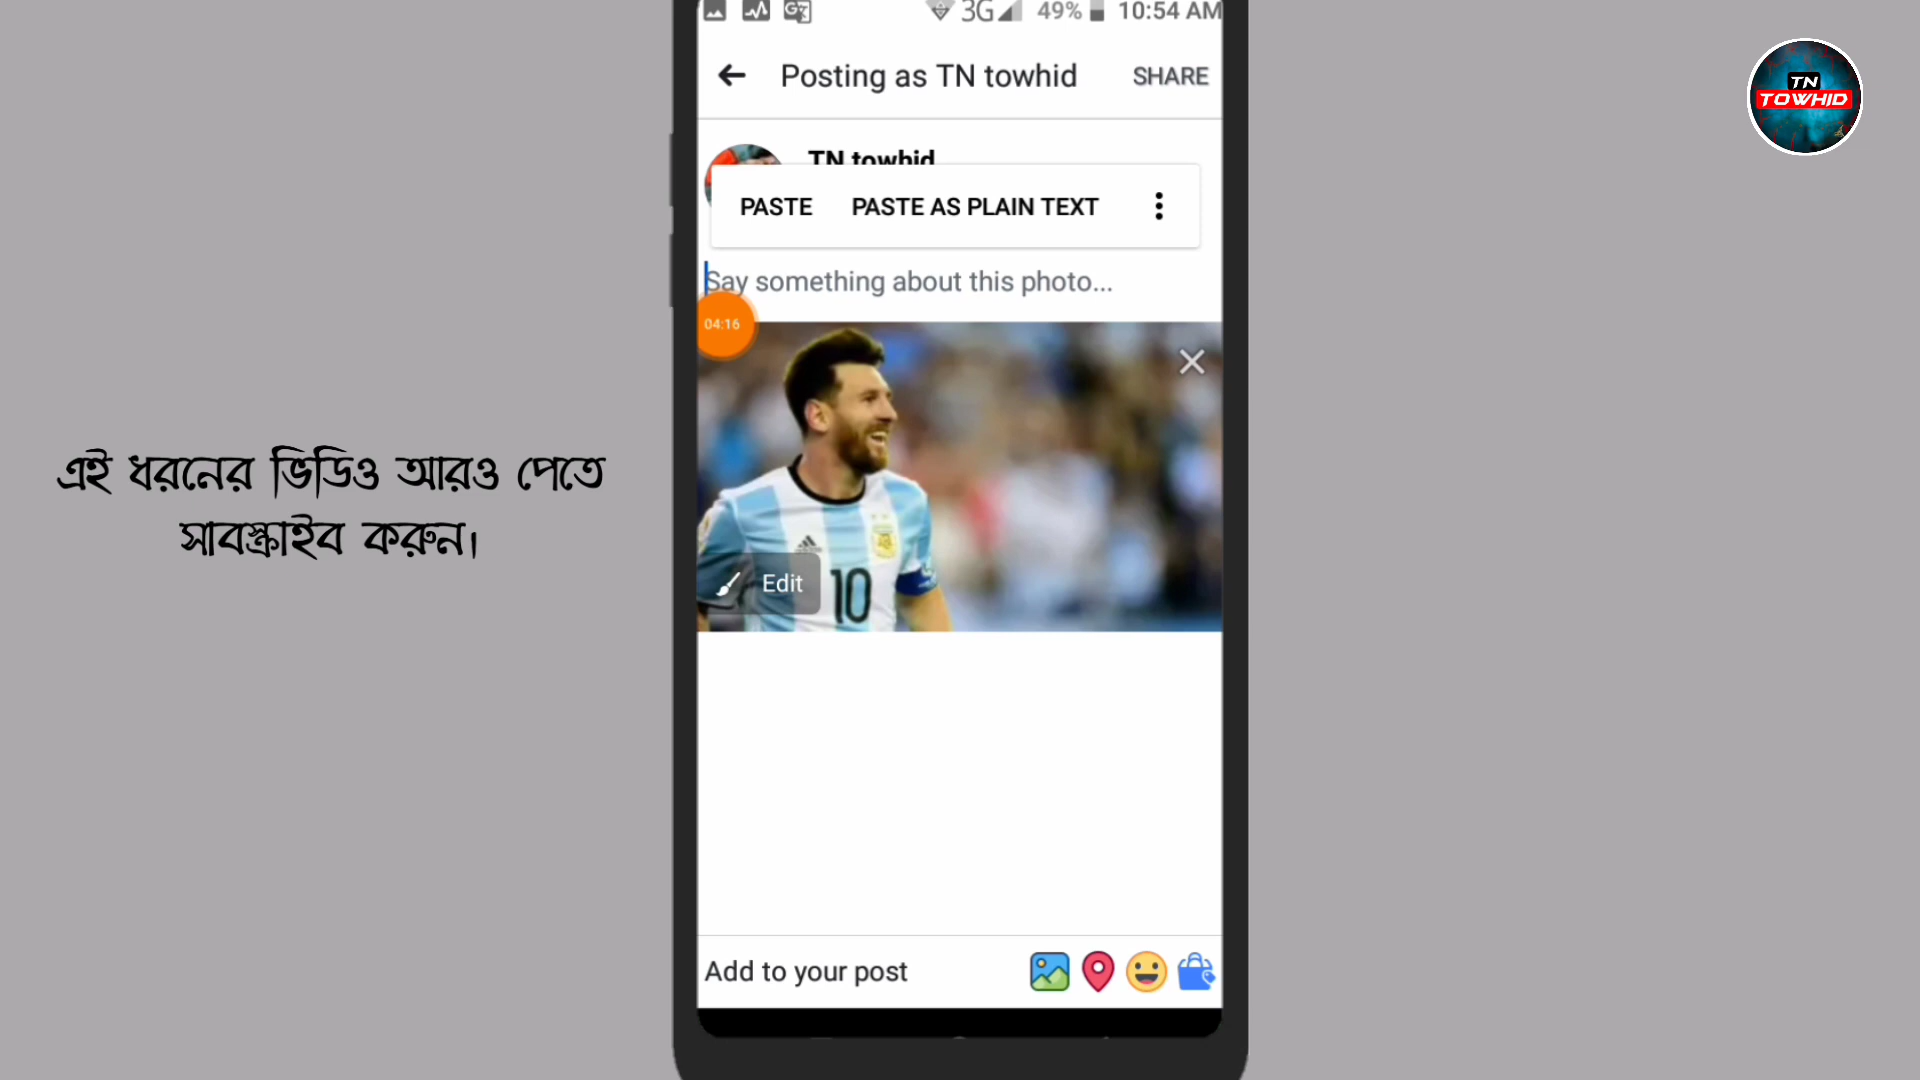 3G 49% 10:54 AM
Posting as TN towhid SHARE
TN towhid
PASTE PASTE AS PLAIN TEXT
Say something about this photo...
04:16
10
Edit
Add to your post
এই ধরনের ভিডিও আরও পেতে
সাবস্ক্রাইব করুন।
TN
TOWHID